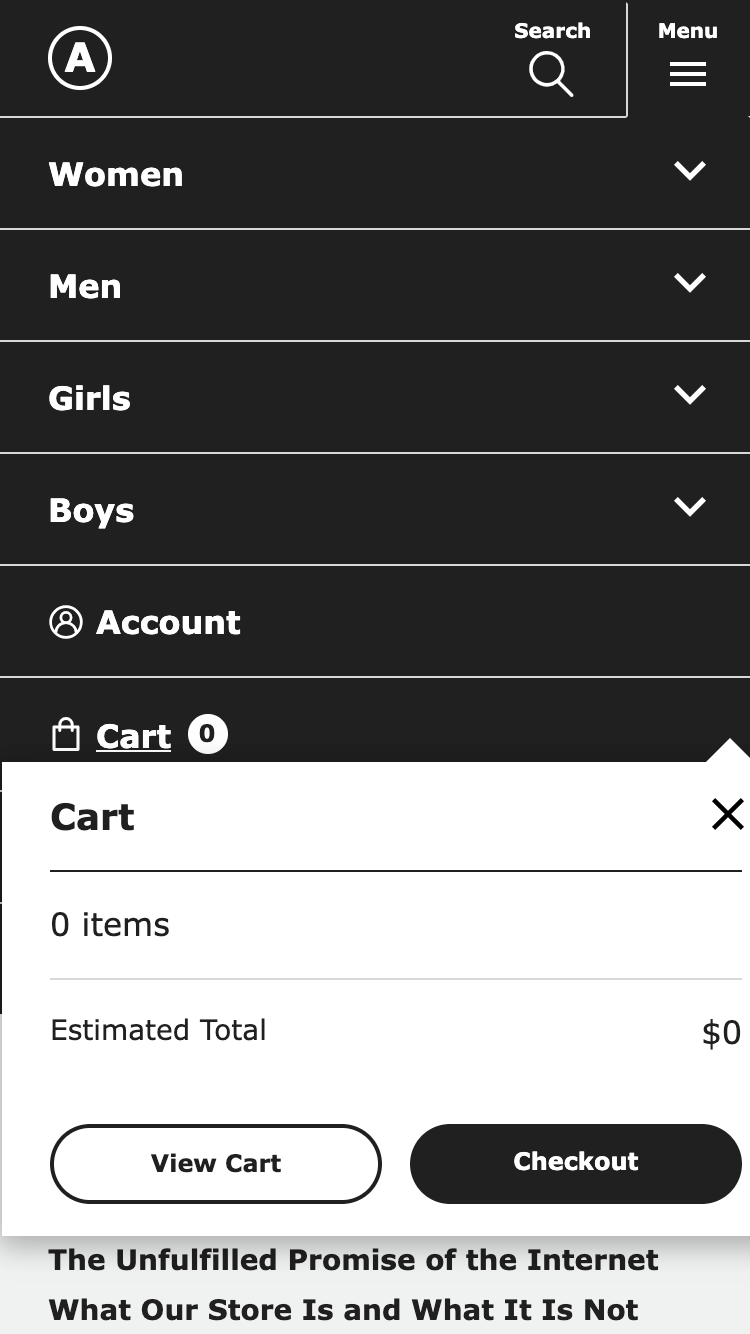 A
Search
Menu
Women
Men
Girls
Boys
Account
Cart 0
Cart
0 items
Estimated Total $0
View Cart
Checkout
The Unfulfilled Promise of the Internet
What Our Store Is and What It Is Not